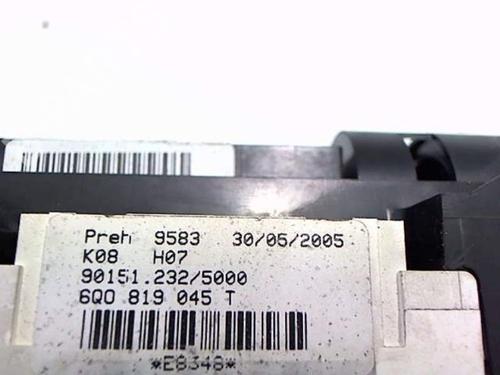 Preh 9583 30/05/2005
K08 H07
90151.232/5000
6Q0 819 045 T
*E8348*